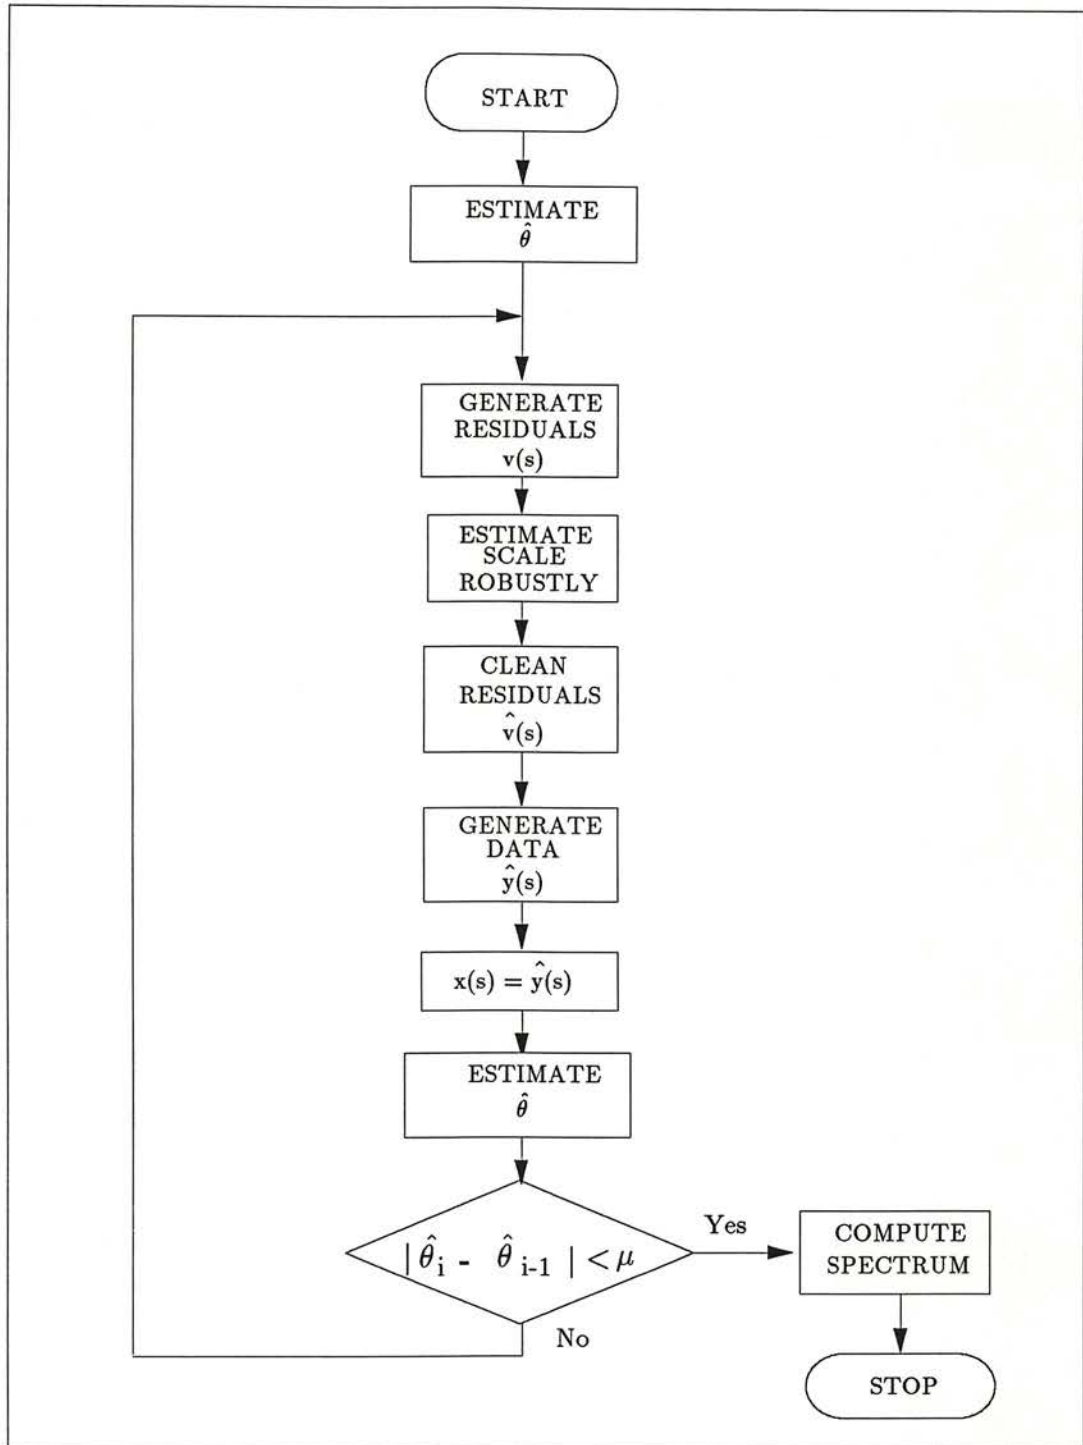 START
ESTIMATE
θ̂
GENERATE
RESIDUALS
v(s)
ESTIMATE
SCALE
ROBUSTLY
CLEAN
RESIDUALS
v̂(s)
GENERATE
DATA
ŷ(s)
x(s) = ŷ(s)
ESTIMATE
θ̂
| θ̂ i - θ̂ i-1 | < μ
Yes
No
COMPUTE
SPECTRUM
STOP